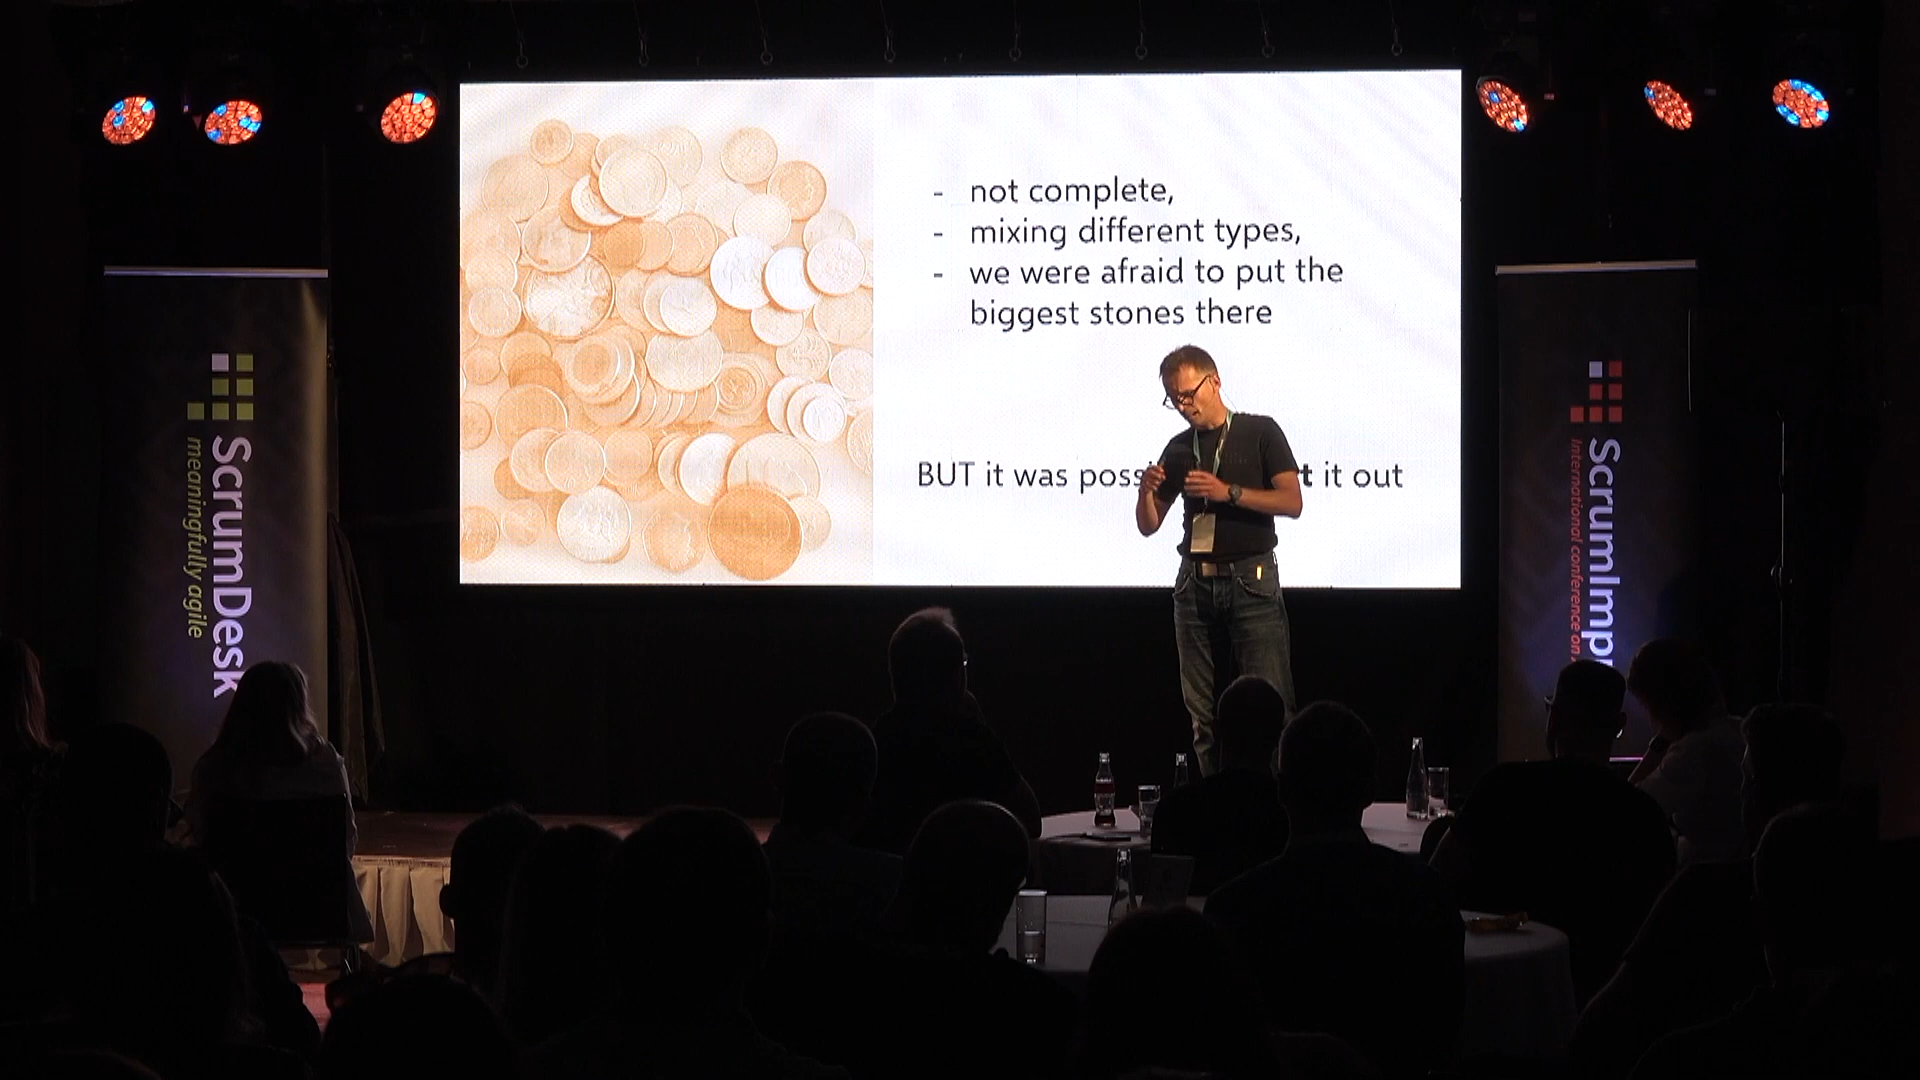 - not complete,
- mixing different types,
- we were afraid to put the
biggest stones there
BUT it was poss
t it out
ScrumDesk
meaningfully agile
ScrumImp
International conference on